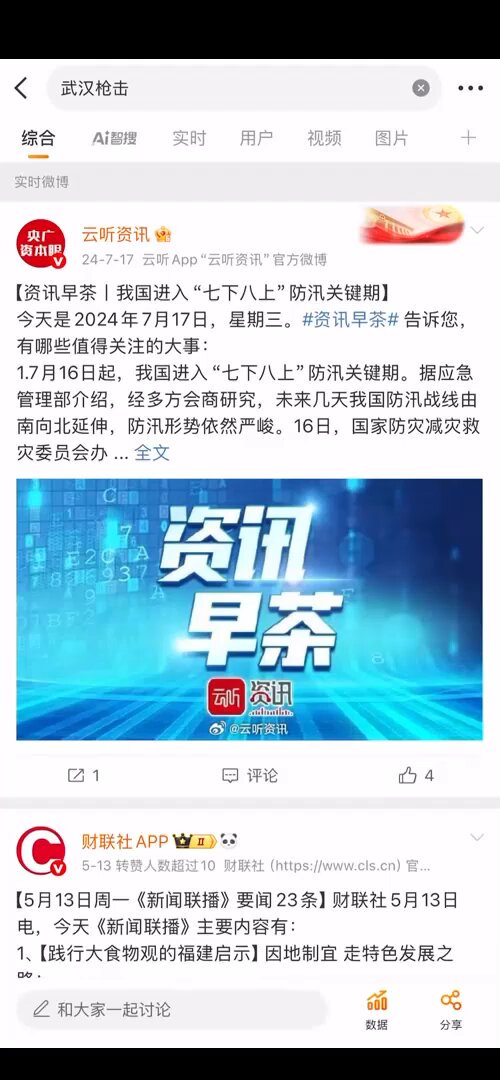 武汉枪击
综合 Ai智搜 实时 用户 视频 图片
实时微博
央广
资本眼
云听资讯
24-7-17 云听App“云听资讯”官方微博
【资讯早茶丨我国进入“七下八上”防汛关键期】
今天是2024年7月17日，星期三。#资讯早茶# 告诉您，
有哪些值得关注的大事：
1.7月16日起，我国进入“七下八上”防汛关键期。据应急
管理部介绍，经多方会商研究，未来几天我国防汛战线由
南向北延伸，防汛形势依然严峻。16日，国家防灾减灾救
灾委员会办 ... 全文
资讯
早茶
云听 资讯
@云听资讯
1 评论 4
财联社APP II
5-13 转赞人数超过10 财联社 (https://www.cls.cn) 官...
【5月13日周一《新闻联播》要闻23条】财联社5月13日
电，今天《新闻联播》主要内容有：
1、【践行大食物观的福建启示】因地制宜 走特色发展之
和大家一起讨论
数据 分享